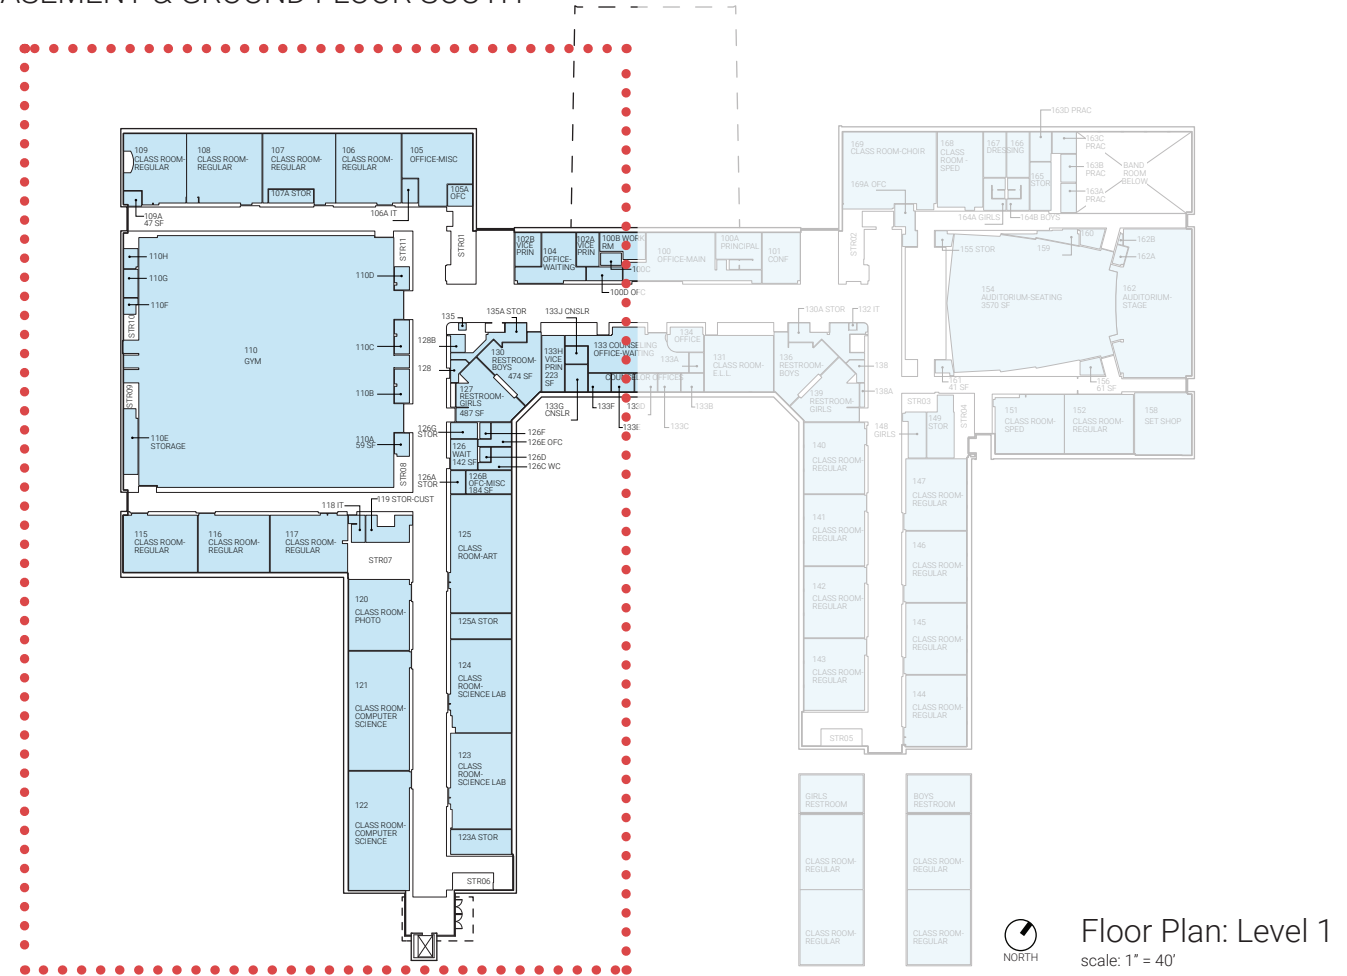 ASEMENT & GROUND FLOOR SOUTH
109
CLASS ROOM-
REGULAR
108
CLASS ROOM-
REGULAR
107
CLASS ROOM-
REGULAR
106
CLASS ROOM-
REGULAR
105
OFFICE-MISC
107A STOR
105A
OFC
106A IT
109A
47 SF
STR01
STR11
110H
110G
110F
STR10
STR09
110E
STORAGE
110
GYM
110D
110C
110B
110A
59 SF
STR08
102B
VICE
PRIN
104
OFFICE-
WAITING
102A
VICE
PRIN
100B WORK
RM
100C
100D OFC
100
OFFICE-MAIN
100A
PRINCIPAL
101
CONF
135
135A STOR
133J CNSLR
128B
128
130
RESTROOM-
BOYS
474 SF
127
RESTROOM-
GIRLS
487 SF
133H
VICE
PRIN
223
SF
133 COUNSELING
OFFICE-WAITING
COUNSELOR OFFICES
133G
CNSLR
133F
133E
133D
133C
133B
133A
134
OFFICE
131
CLASS ROOM-
E.L.L.
130A STOR
132 IT
136
RESTROOM-
BOYS
138
138A
139
RESTROOM-
GIRLS
126G
STOR
126
WAIT
142 SF
126F
126E OFC
126D
126C WC
126A
STOR
126B
OFC-MISC
184 SF
118 IT
119 STOR-CUST
115
CLASS ROOM-
REGULAR
116
CLASS ROOM-
REGULAR
117
CLASS ROOM-
REGULAR
STR07
120
CLASS ROOM-
PHOTO
121
CLASS ROOM-
COMPUTER
SCIENCE
122
CLASS ROOM-
COMPUTER
SCIENCE
125
CLASS
ROOM-ART
125A STOR
124
CLASS
ROOM-
SCIENCE LAB
123
CLASS
ROOM-
SCIENCE LAB
123A STOR
STR06
169
CLASS ROOM-CHOIR
169A OFC
168
CLASS
ROOM -
SPED
167
166
DRESSING
165
STOR
163D PRAC
163C
PRAC
163B
PRAC
163A
PRAC
BAND
ROOM
BELOW
164A GIRLS
164B BOYS
STR02
155 STOR
159
160
162B
162A
154
AUDITORIUM-SEATING
3570 SF
162
AUDITORIUM-
STAGE
161
41 SF
156
61 SF
STR03
STR04
148
GIRLS
149
STOR
151
CLASS ROOM-
SPED
152
CLASS ROOM-
REGULAR
158
SET SHOP
140
CLASS ROOM-
REGULAR
141
CLASS ROOM-
REGULAR
142
CLASS ROOM-
REGULAR
143
CLASS ROOM-
REGULAR
STR05
147
CLASS ROOM-
REGULAR
146
CLASS ROOM-
REGULAR
145
CLASS ROOM-
REGULAR
144
CLASS ROOM-
REGULAR
GIRLS
RESTROOM
BOYS
RESTROOM
CLASS ROOM-
REGULAR
CLASS ROOM-
REGULAR
CLASS ROOM-
REGULAR
CLASS ROOM-
REGULAR
NORTH
Floor Plan: Level 1
scale: 1" = 40'